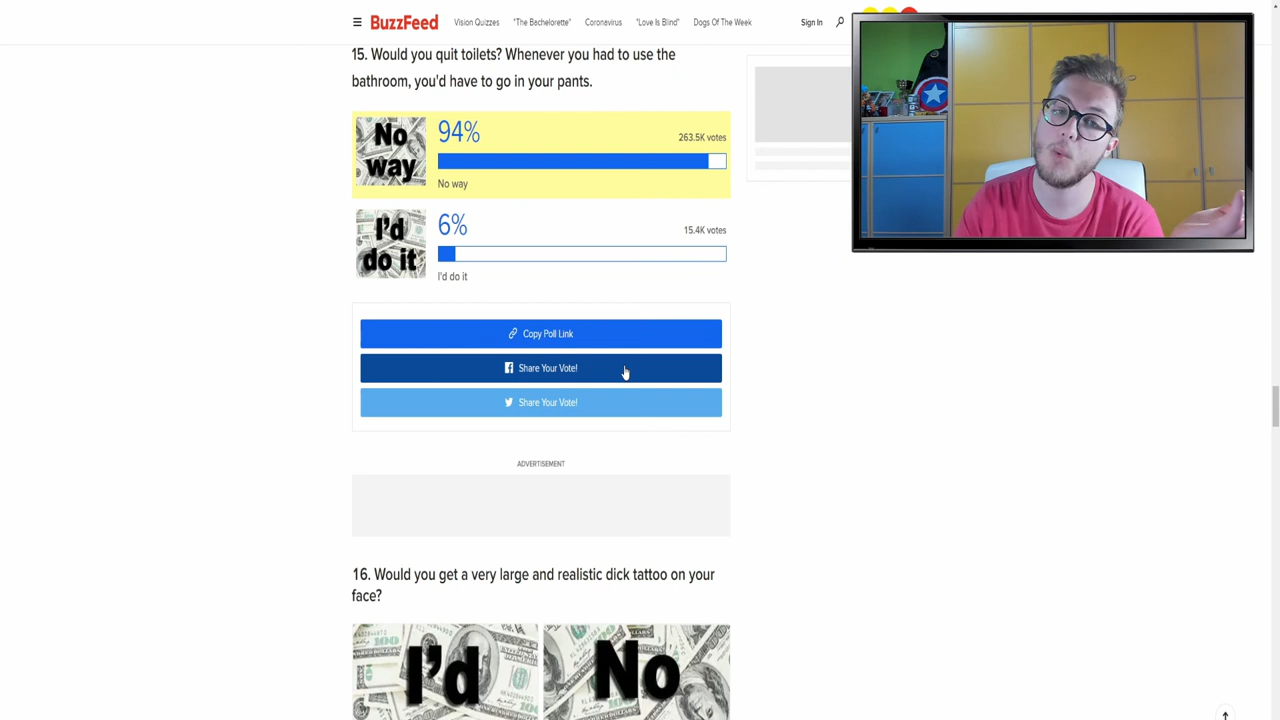 BuzzFeed
Vision Quizzes "The Bachelorette" Coronavirus "Love Is Blind" Dogs Of The Week Sign In
15. Would you quit toilets? Whenever you had to use the
bathroom, you'd have to go in your pants.
No
way
94%
263.5K votes
No way
I'd
do it
6%
15.4K votes
I'd do it
Copy Poll Link
Share Your Vote!
Share Your Vote!
ADVERTISEMENT
16. Would you get a very large and realistic dick tattoo on your
face?
I'd No